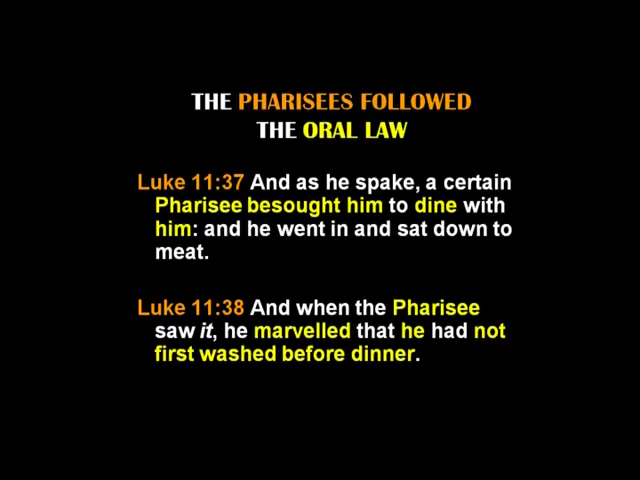 THE PHARISEES FOLLOWED
THE ORAL LAW
Luke 11:37 And as he spake, a certain
Pharisee besought him to dine with
him: and he went in and sat down to
meat.
Luke 11:38 And when the Pharisee
saw it, he marvelled that he had not
first washed before dinner.